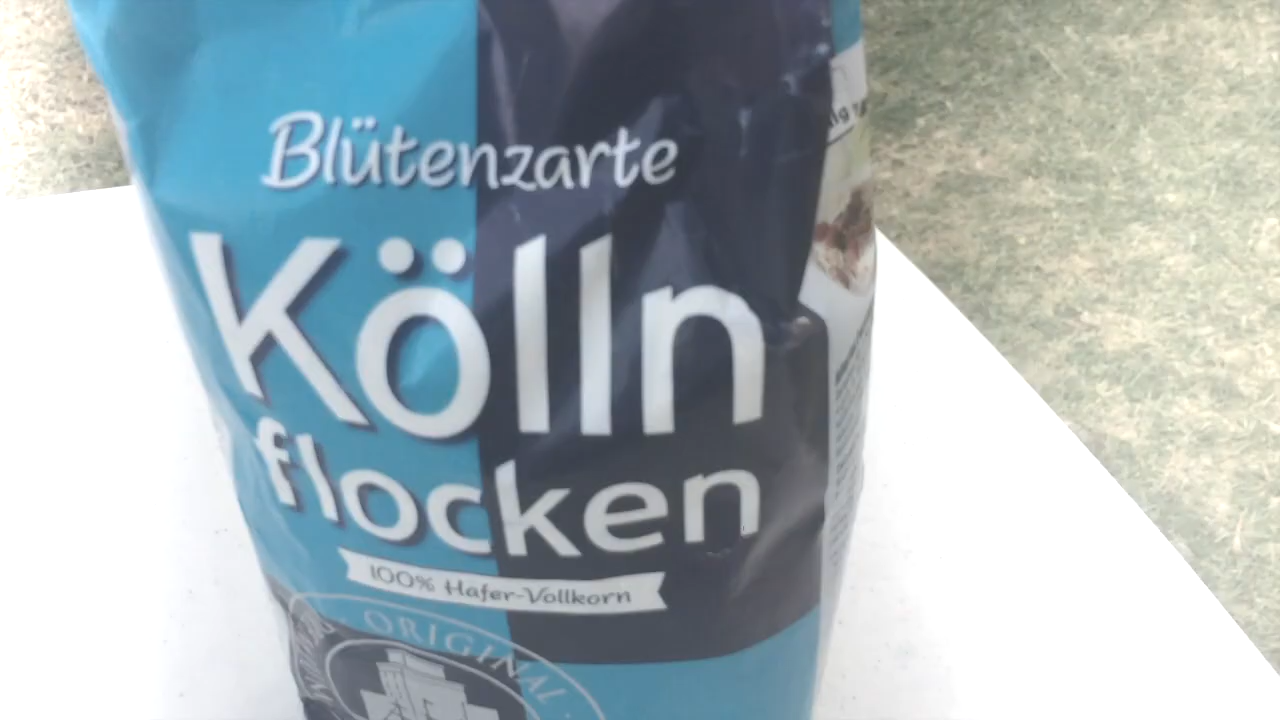 Blütenzarte
Kölln
flocken
100% Hafer-Vollkorn
ORIGINAL